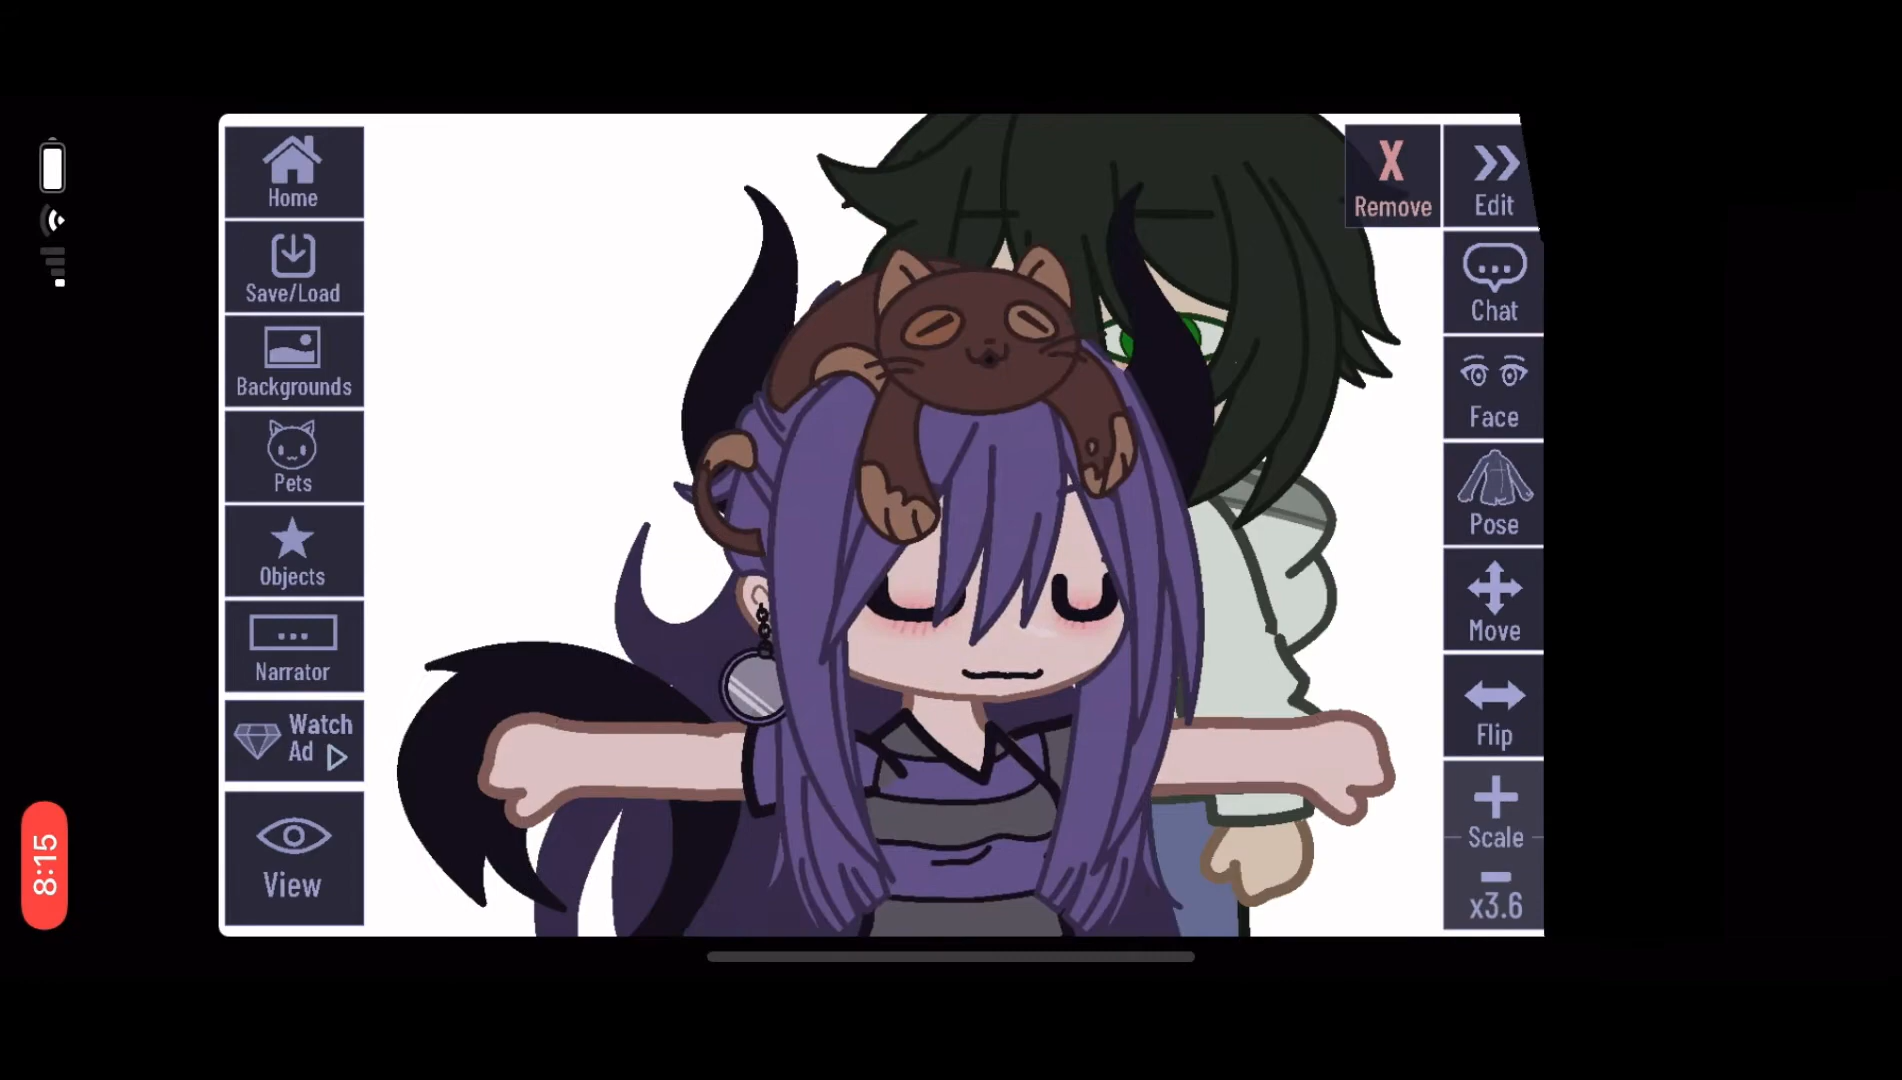 Home
Save/Load
Backgrounds
Pets
Objects
Narrator
Watch
Ad
View
X
Remove
Edit
Chat
Face
Pose
Move
Flip
Scale
x3.6
8:15